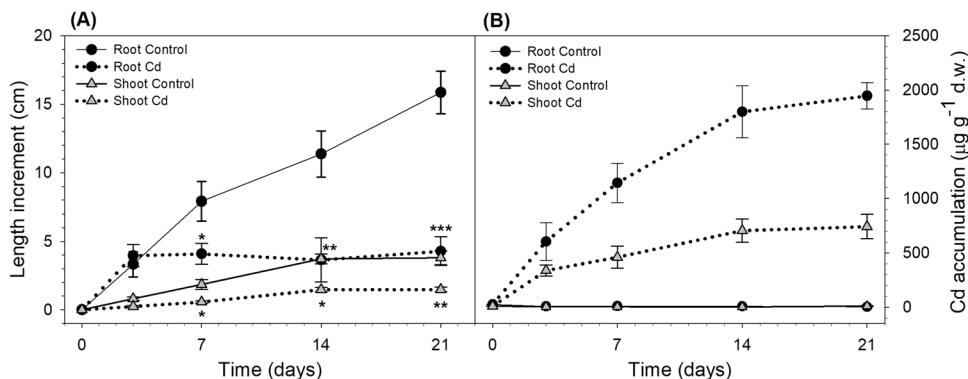 (A)
20
15
10
5
0
Length increment (cm)
Root Control
Root Cd
Shoot Control
Shoot Cd
*
**
***
*
*
**
0 7 14 21
Time (days)
(B)
Root Control
Root Cd
Shoot Control
Shoot Cd
2500
2000
1500
1000
500
0
Cd accumulation (µg g⁻¹ d.w.)
0 7 14 21
Time (days)